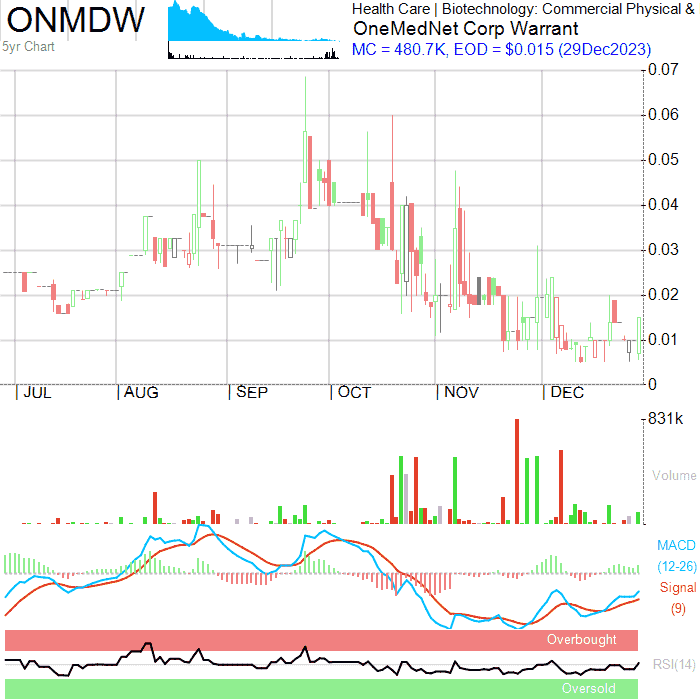 ONMDW
5yr Chart
Health Care | Biotechnology: Commercial Physical &
OneMedNet Corp Warrant
MC = 480.7K, EOD = $0.015 (29Dec2023)
0.07
0.06
0.05
0.04
0.03
0.02
0.01
0
JUL
AUG
SEP
OCT
NOV
DEC
831k
Volume
MACD
(12-26)
Signal
(9)
Overbought
RSI(14)
Oversold